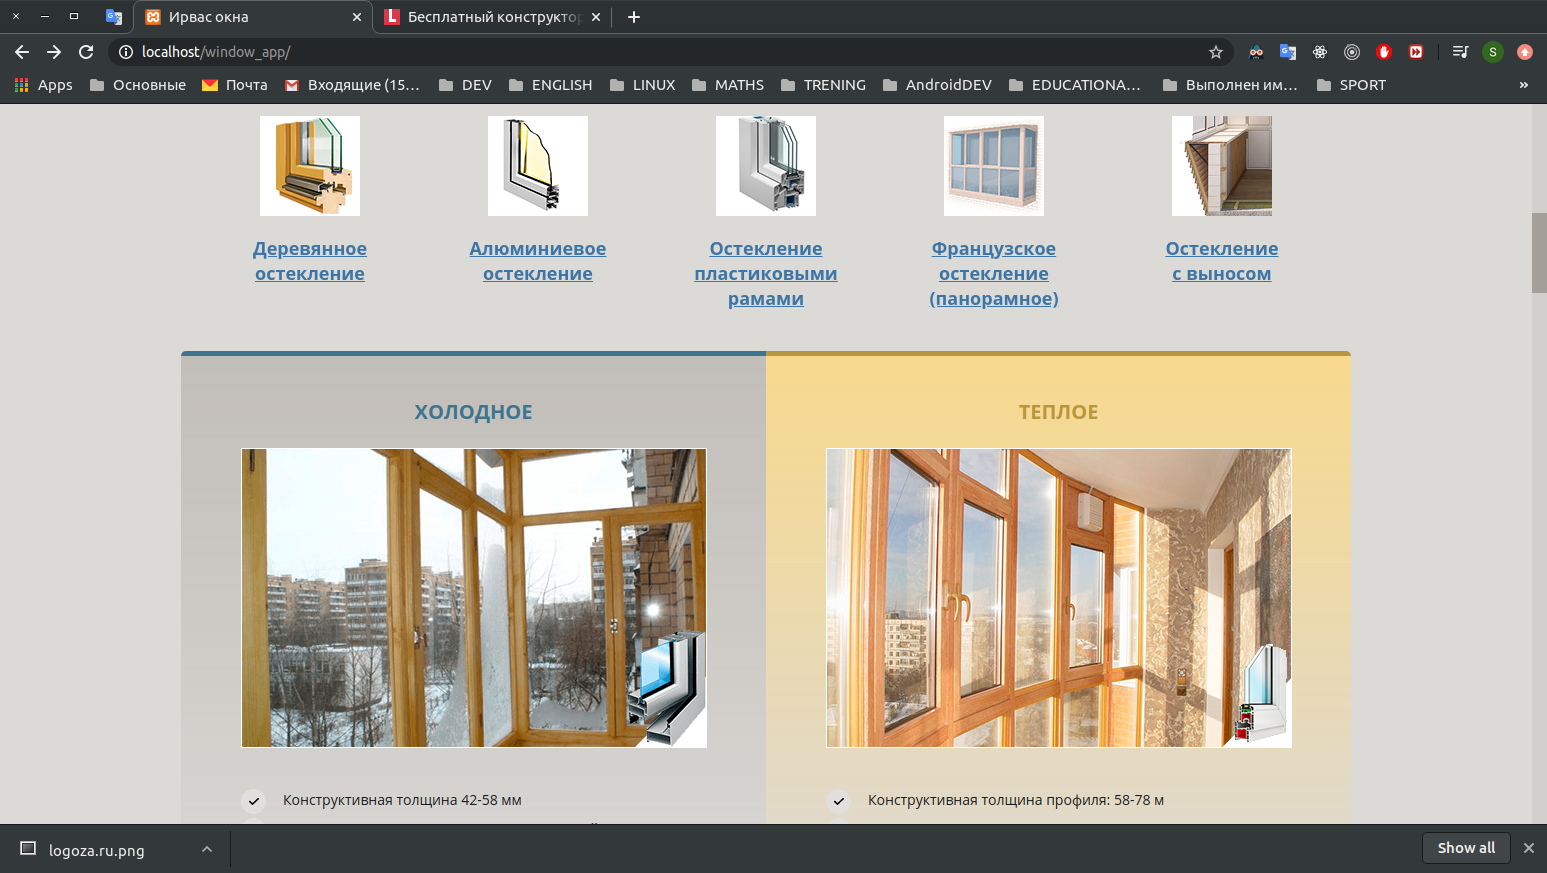 Ирвас окна
Бесплатный конструктор
localhost/window_app/
S
Apps
Основные
Почта
Входящие (15…
DEV
ENGLISH
LINUX
MATHS
TRENING
AndroidDEV
EDUCATIONA…
Выполнен им…
SPORT
»
Деревянное
остекление
Алюминиевое
остекление
Остекление
пластиковыми
рамами
Французское
остекление
(панорамное)
Остекление
с выносом
ХОЛОДНОЕ
ТЕПЛОЕ
Конструктивная толщина 42-58 мм
Конструктивная толщина профиля: 58-78 м
logoza.ru.png
Show all